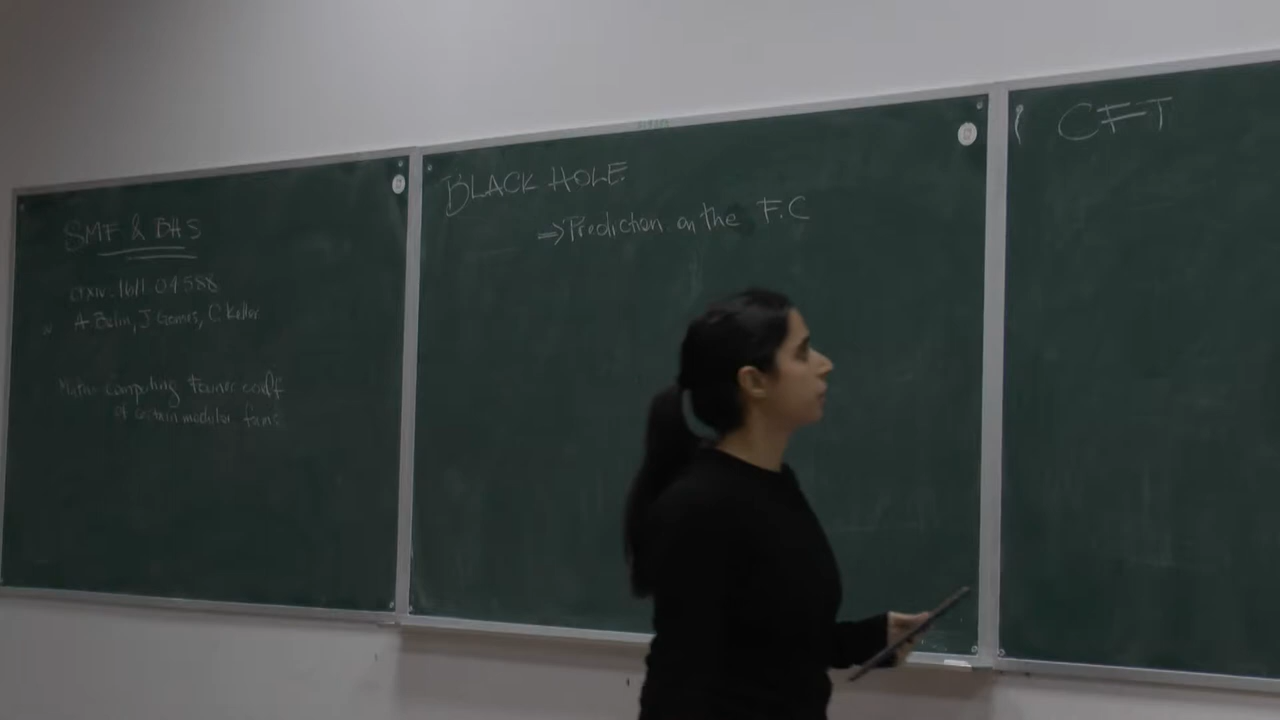 SMF & BHS
arxiv: 1611.04588
w A. Belin, J. Gomes, C. Keller
computing Fourier coeff
of certain modular forms
BLACK HOLE
⇒ Prediction on the F.C
CFT